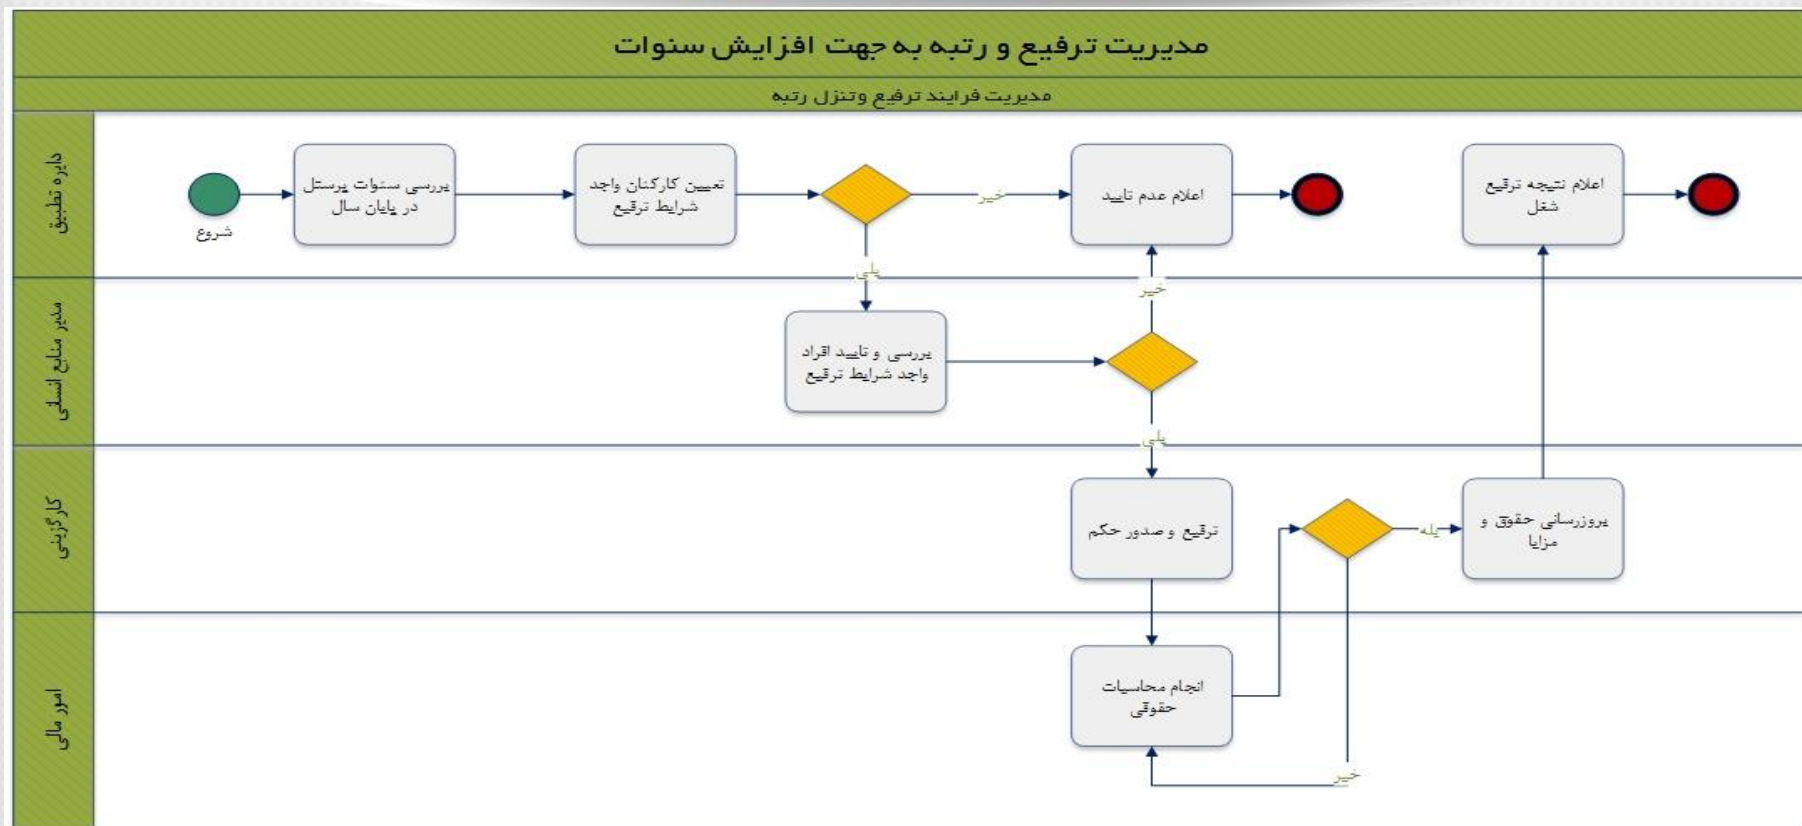 مدیریت ترفیع و رتبه به جهت افزایش سنوات
مدیریت فرایند ترفیع وتنزل رتبه
دایره تطبیق
شروع
بررسی سنوات پرسنل
در پایان سال
تعیین کارکنان واجد
شرایط ترفیع
خیر
اعلام عدم تایید
اعلام نتیجه ترفیع
شغل
بلی
مدیر منابع انسانی
بررسی و تایید افراد
واجد شرایط ترفیع
خیر
بلی
کارگزینی
ترفیع و صدور حکم
بله
بروزرسانی حقوق و
مزایا
امور مالی
انجام محاسبات
حقوقی
خیر